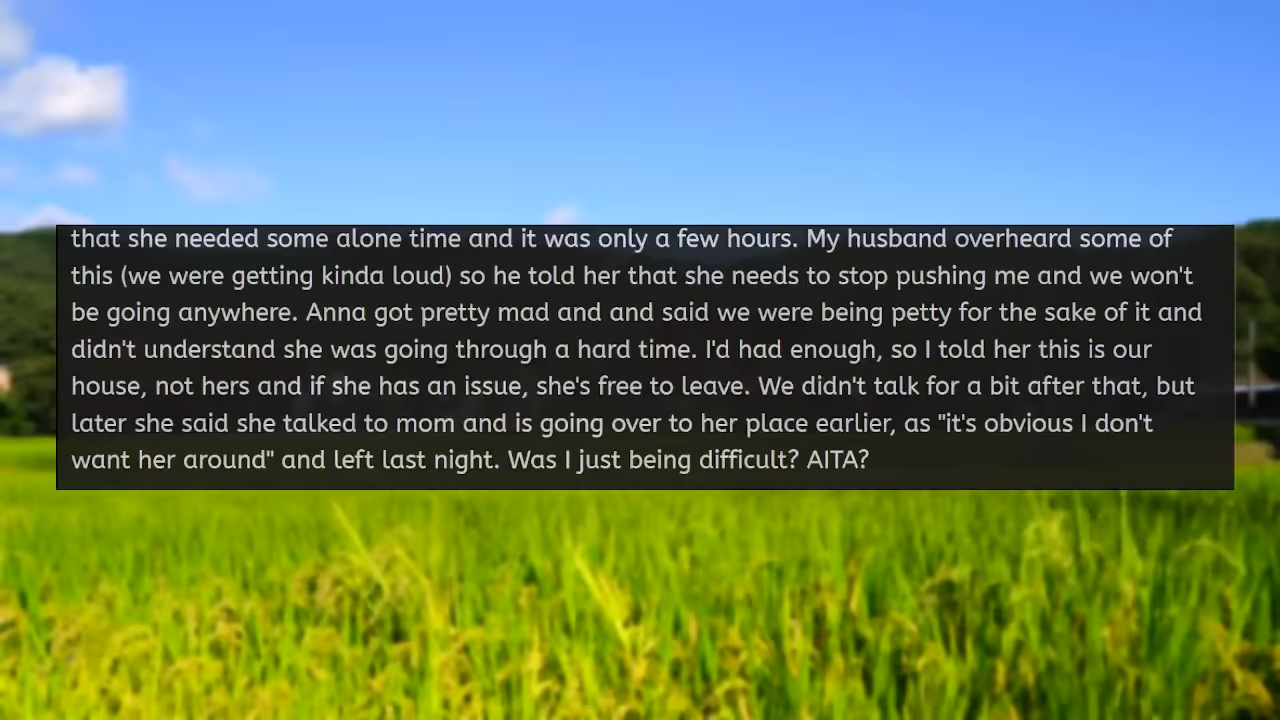 that she needed some alone time and it was only a few hours. My husband overheard some of
this (we were getting kinda loud) so he told her that she needs to stop pushing me and we won't
be going anywhere. Anna got pretty mad and and said we were being petty for the sake of it and
didn't understand she was going through a hard time. I'd had enough, so I told her this is our
house, not hers and if she has an issue, she's free to leave. We didn't talk for a bit after that, but
later she said she talked to mom and is going over to her place earlier, as "it's obvious I don't
want her around" and left last night. Was I just being difficult? AITA?